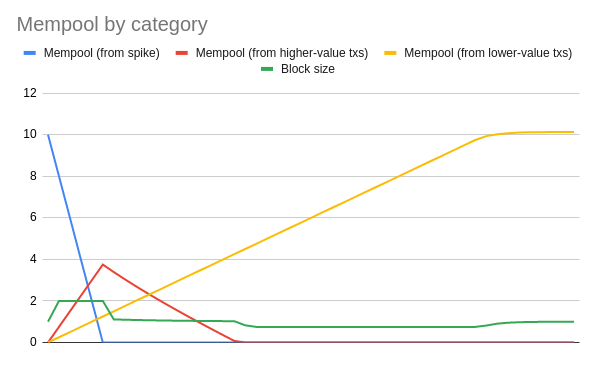 Mempool by category
Mempool (from spike) Mempool (from higher-value txs) Mempool (from lower-value txs)
Block size
12
10
8
6
4
2
0